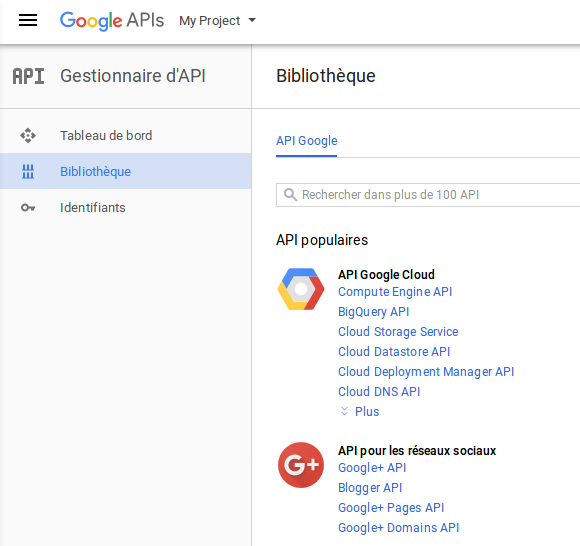 Google APIs My Project
API Gestionnaire d'API
Bibliothèque
Tableau de bord
Bibliothèque
Identifiants
API Google
Rechercher dans plus de 100 API
API populaires
API Google Cloud
Compute Engine API
BigQuery API
Cloud Storage Service
Cloud Datastore API
Cloud Deployment Manager API
Cloud DNS API
Plus
G+
API pour les réseaux sociaux
Google+ API
Blogger API
Google+ Pages API
Google+ Domains API